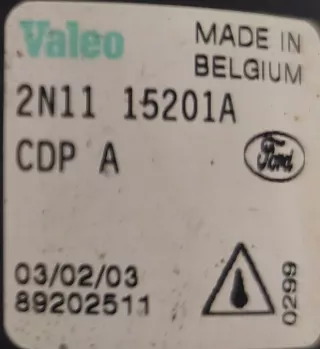 Valeo
MADE IN
BELGIUM
2N11 15201A
CDP A
Ford
03/02/03
89202511
0299